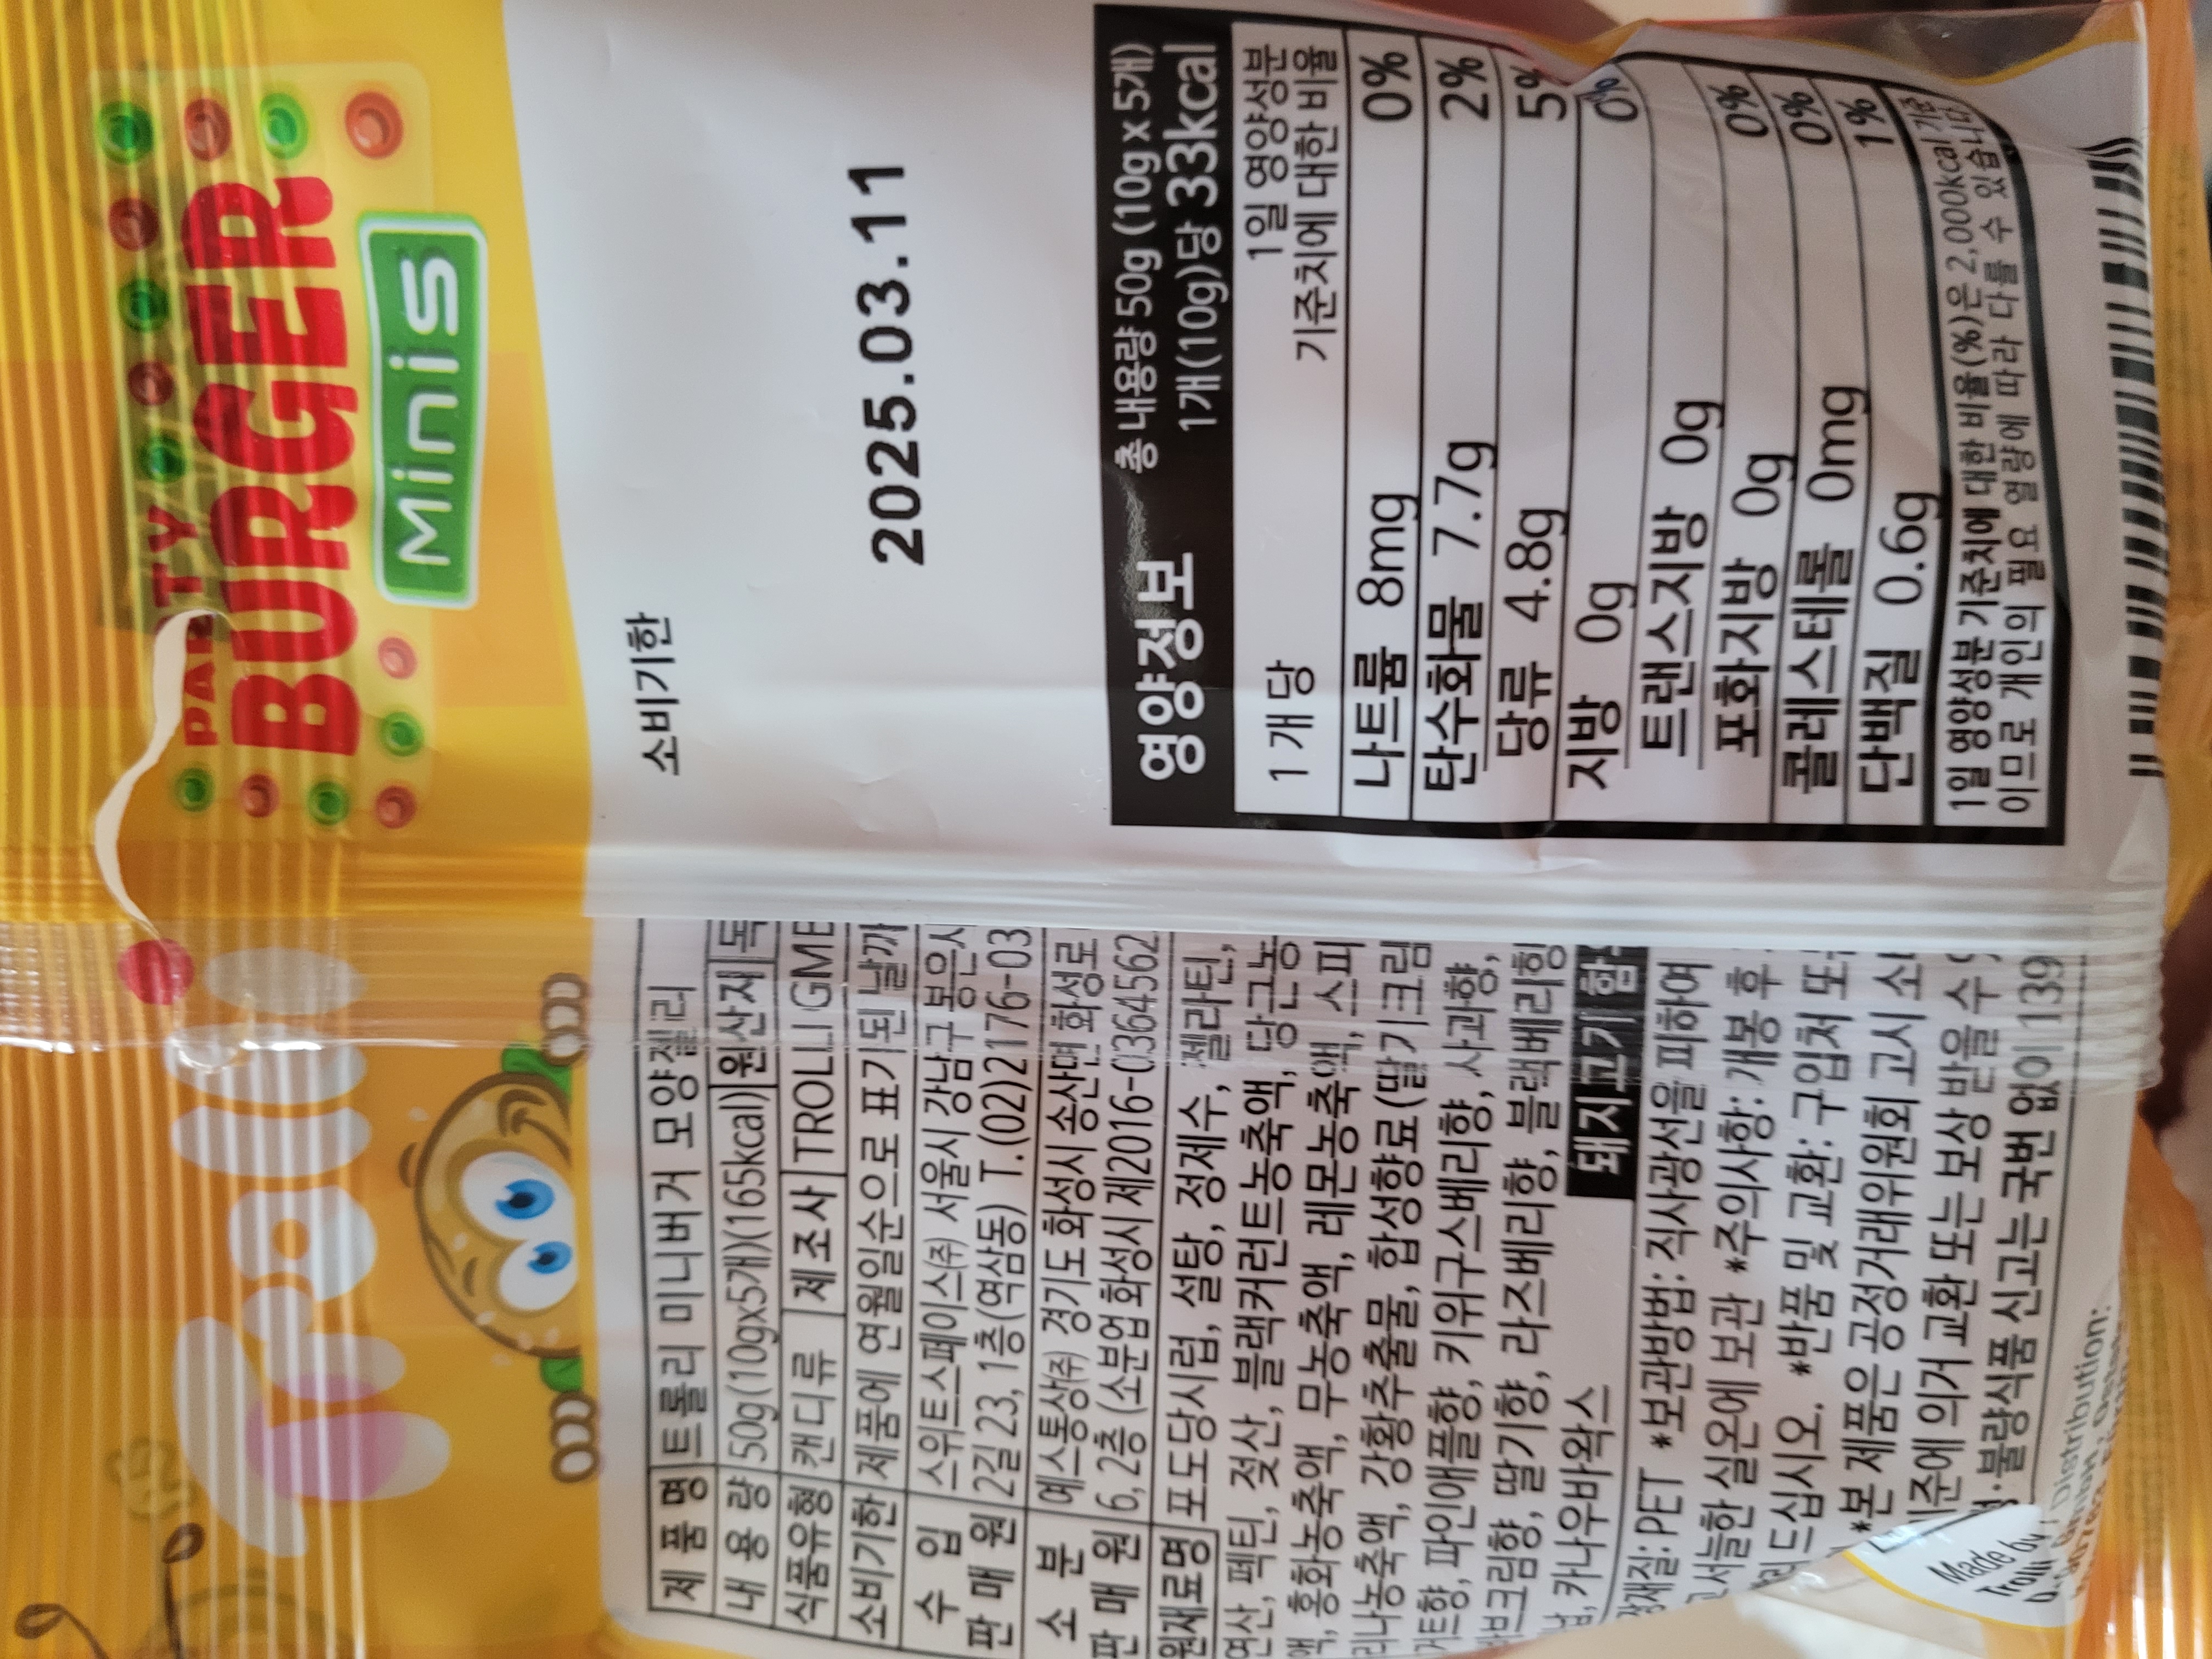 trolli
PARTY
BURGER
Minis
제 품 명 트롤리 미니버거 모양젤리
내 용 량 50g(10gx5개)(165kcal) 원산지 독
식품유형 캔디류 제조사 TROLLI GME
소비기한 제품에 연월일순으로 표기된 날까
수 입 판 매 원 스위트스페이스(주) 서울시 강남구 봉은사
2길 23, 1층(역삼동) T.(02)2176-03
소 분 판 매 원 예스통상(주) 경기도 화성시 송산면 화성로
6, 2층 (소분업 화성시 제2016-0364562
원재료명 포도당시럽, 설탕, 정제수, 젤라틴,
연산, 펙틴, 젖산, 블랙커런트농축액, 당근농
액, 홍화농축액, 무농축액, 레몬농축액, 스피
리나농축액, 강황추출물, 합성향료(딸기크림
거트향, 파인애플향, 키위구스베리향, 사과향,
크림향, 딸기향, 라즈베리향, 블랙베리향
카나우바왁스 돼지고기 함
재질: PET *보관방법: 직사광선을 피하여
서늘한 실온에 보관 *주의사항: 개봉 후
드십시오. *반품 및 교환: 구입처 또
*본 제품은 공정거래위원회 고시 소
준에 의거 교환 또는 보상 받을 수
불량식품 신고는 국번 없이 139
Made by / Distribution:
Trolli
소비기한
2025.03.11
영양정보 총 내용량 50g (10g x 5개)
1개(10g)당 33kcal
1개당 1일 영양성분
기준치에 대한 비율
나트륨 8mg 0%
탄수화물 7.7g 2%
당류 4.8g 5%
지방 0g 0%
트랜스지방 0g
포화지방 0g 0%
콜레스테롤 0mg 0%
단백질 0.6g 1%
1일 영양성분 기준치에 대한 비율(%)은 2,000kcal 기준
이므로 개인의 필요 열량에 따라 다를 수 있습니다.